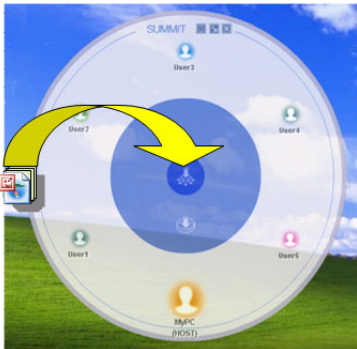 SUMMIT
User3
User2
User4
User1
User5
MyPC
(HOST)